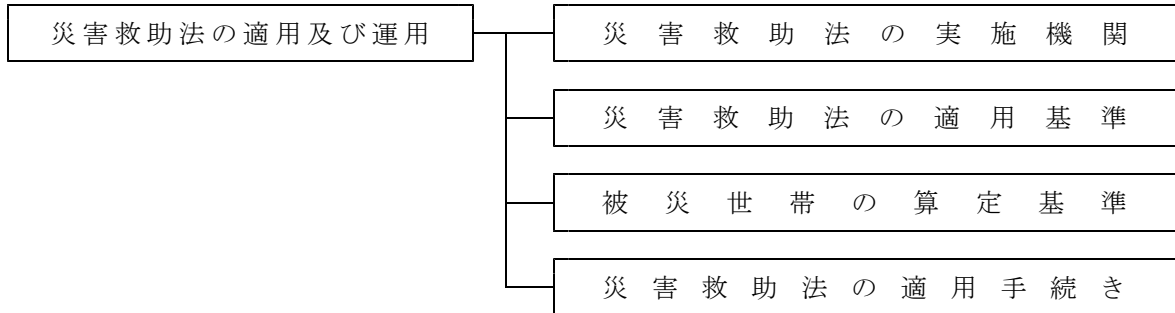 災害救助法の適用及び運用
災害救助法の実施機関
災害救助法の適用基準
被災世帯の算定基準
災害救助法の適用手続き